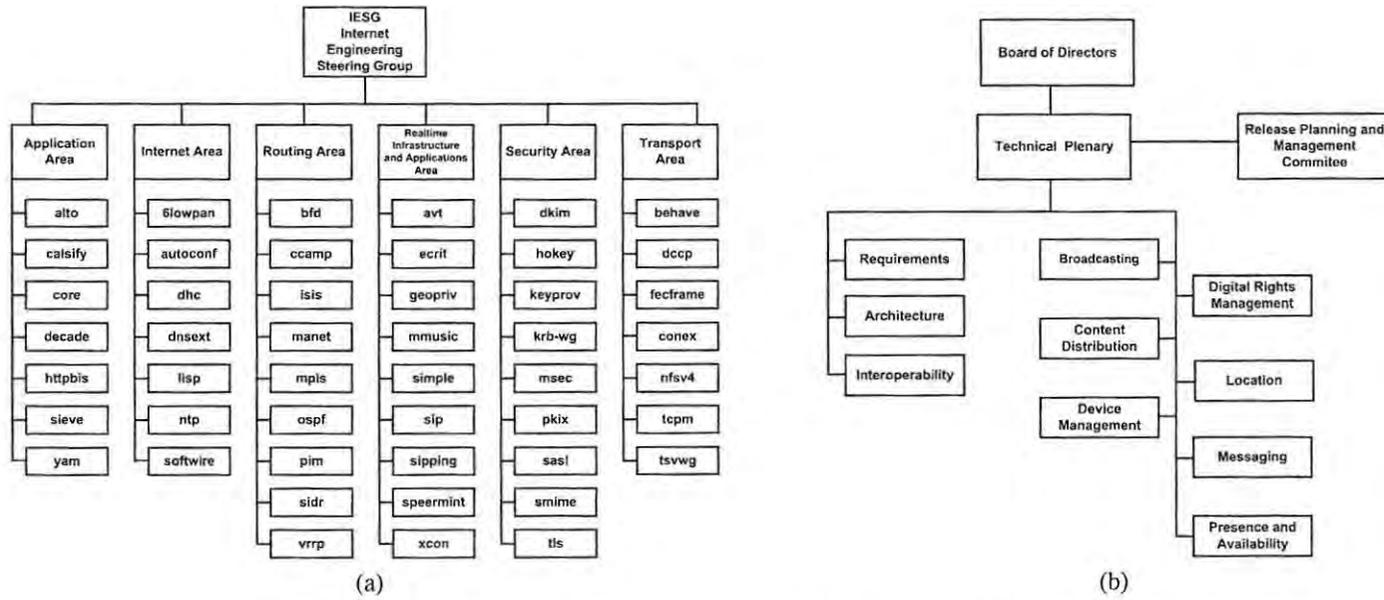 IESG
Internet
Engineering
Steering Group
Application
Area
alto
calsify
core
decade
httpbis
sieve
yam
Internet Area
6lowpan
autoconf
dhc
dnsext
lisp
ntp
softwire
Routing Area
bfd
ccamp
isis
manet
mpls
ospf
pim
sidr
vrrp
Realtime
Infrastructure
and Applications
Area
avt
ecrit
geopriv
mmusic
simple
sip
sipping
speermint
xcon
Security Area
dkim
hokey
keyprov
krb-wg
msec
pkix
sasl
smime
tls
Transport
Area
behave
dccp
fecframe
conex
nfsv4
tcpm
tsvwg
(a)
Board of Directors
Technical Plenary
Release Planning and
Management
Commitee
Requirements
Architecture
Interoperability
Broadcasting
Content
Distribution
Device
Management
Digital Rights
Management
Location
Messaging
Presence and
Availability
(b)